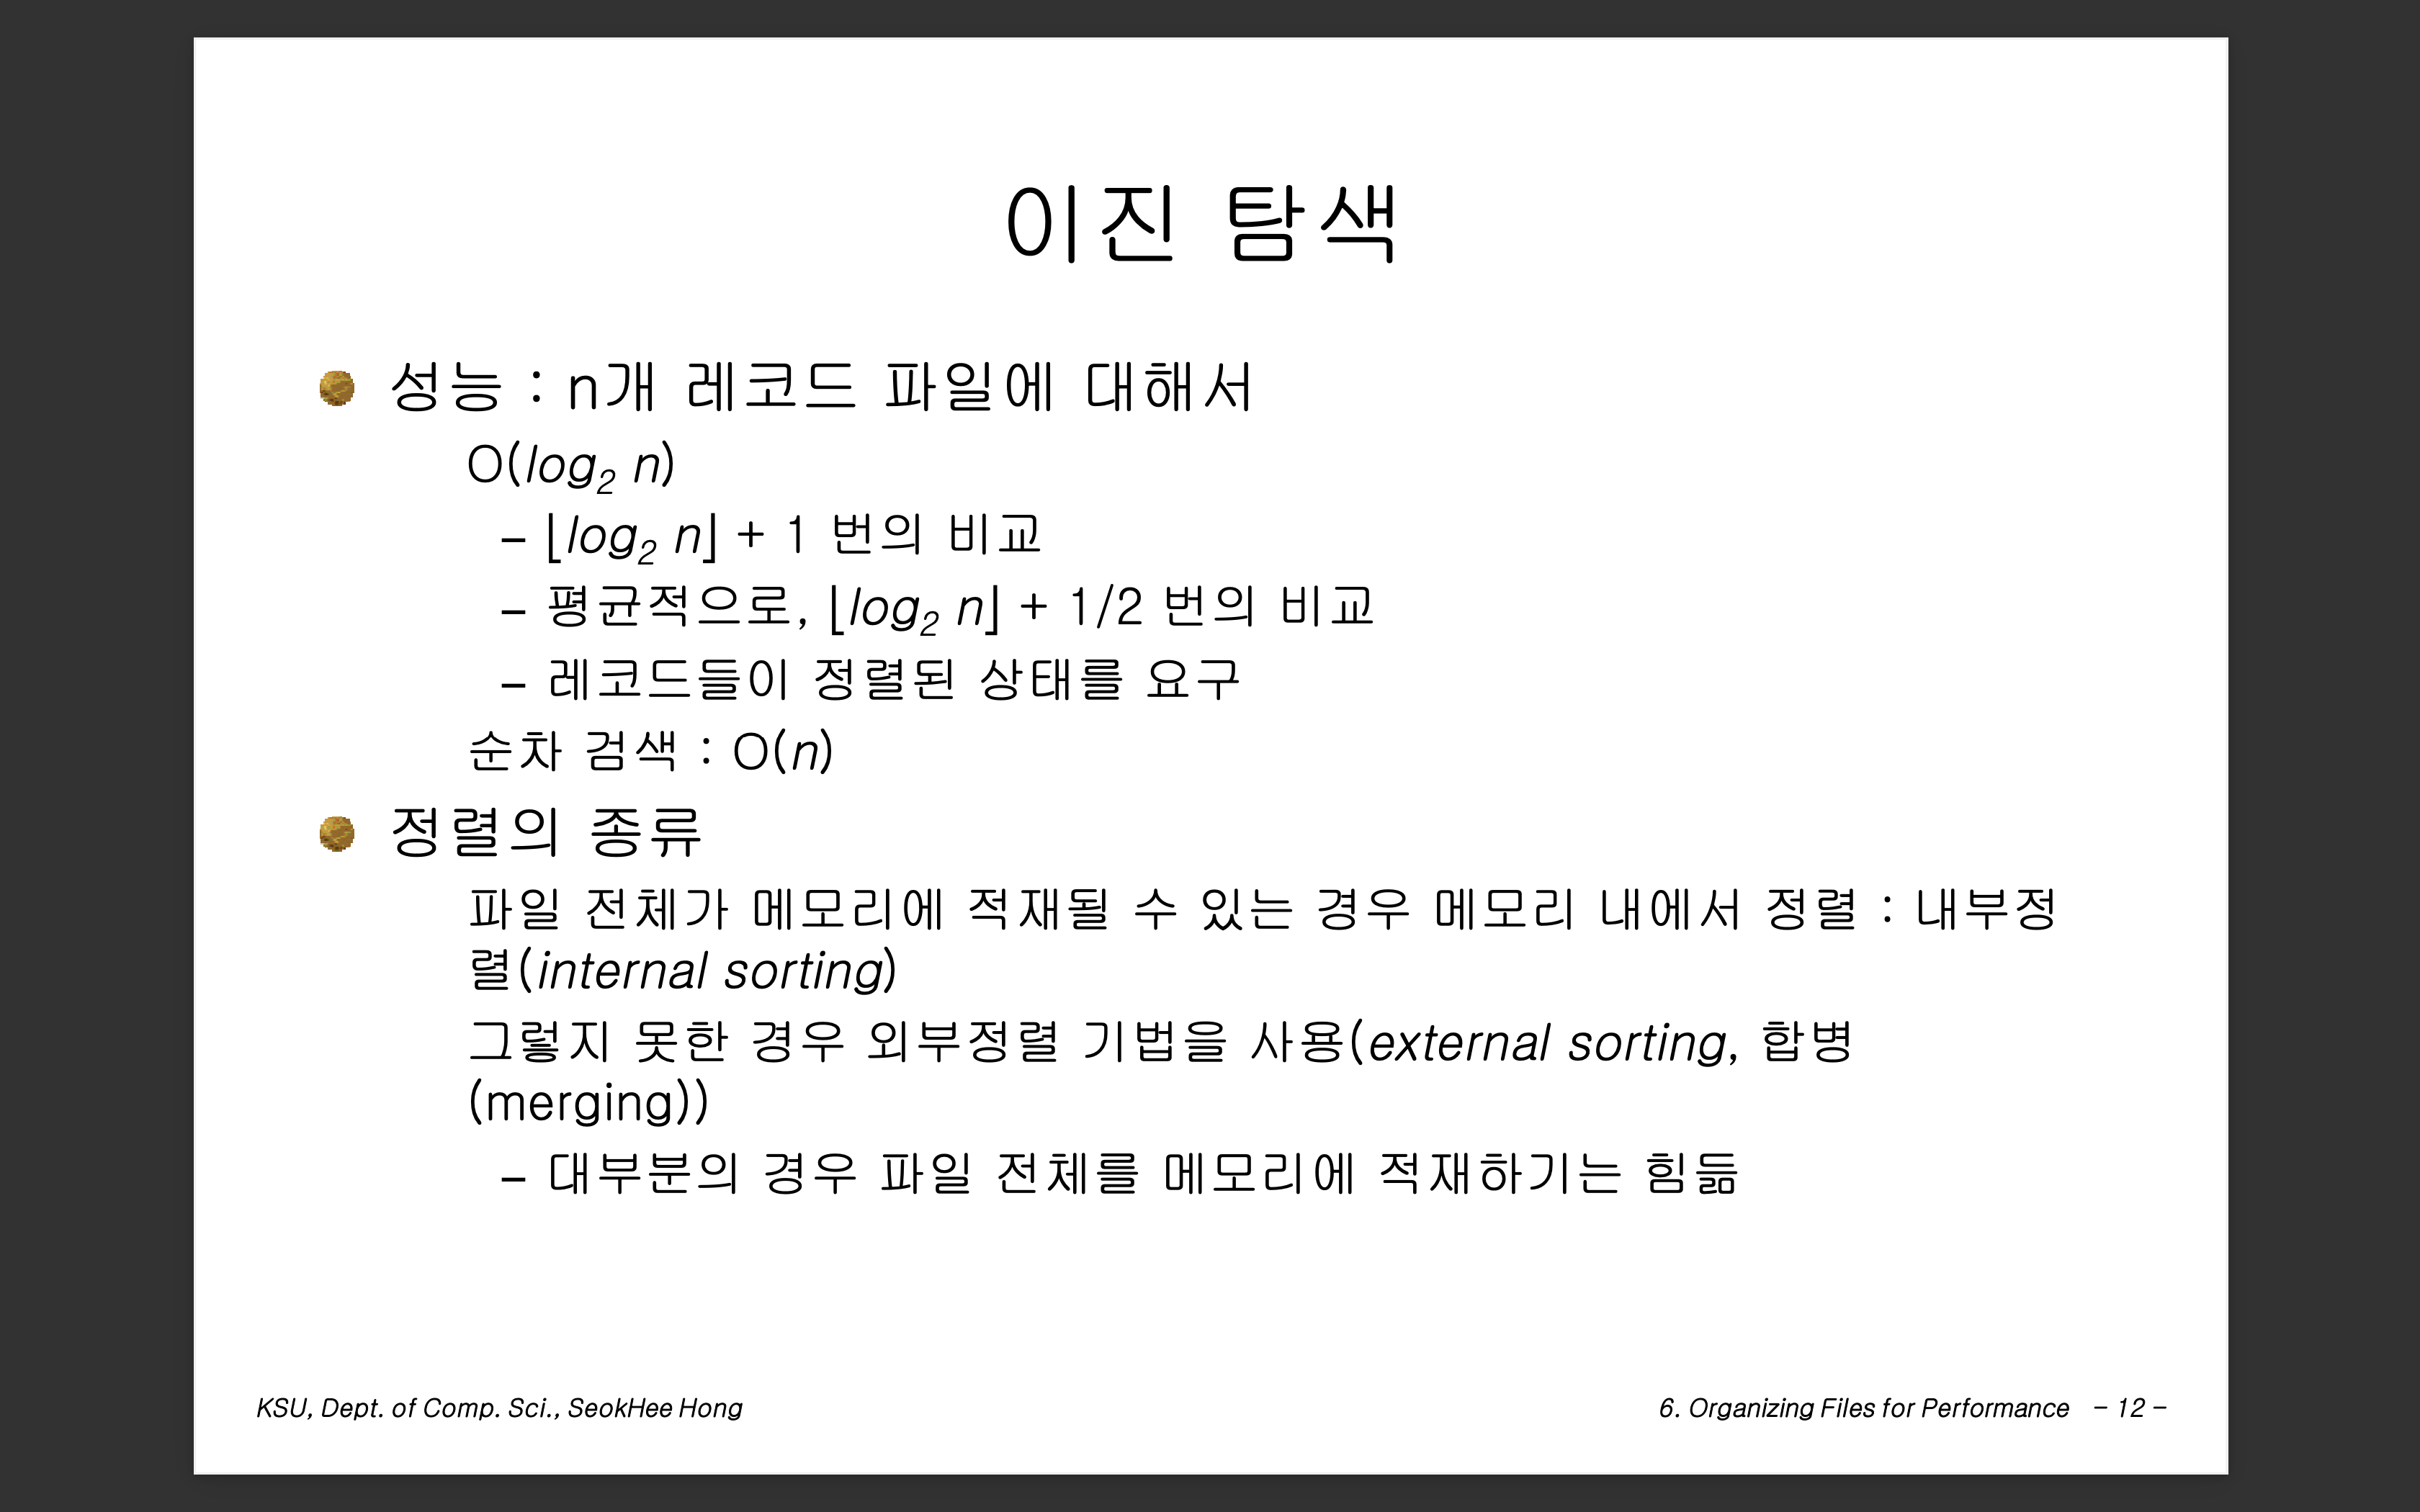 이진 탐색
성능 : n개 레코드 파일에 대해서
O(log₂ n)
– ⌊log₂ n⌋ + 1 번의 비교
– 평균적으로, ⌊log₂ n⌋ + 1/2 번의 비교
– 레코드들이 정렬된 상태를 요구
순차 검색 : O(n)
정렬의 종류
파일 전체가 메모리에 적재될 수 있는 경우 메모리 내에서 정렬 : 내부정
렬(internal sorting)
그렇지 못한 경우 외부정렬 기법을 사용(external sorting, 합병
(merging))
– 대부분의 경우 파일 전체를 메모리에 적재하기는 힘듦
KSU, Dept. of Comp. Sci., SeokHee Hong
6. Organizing Files for Performance – 12 –